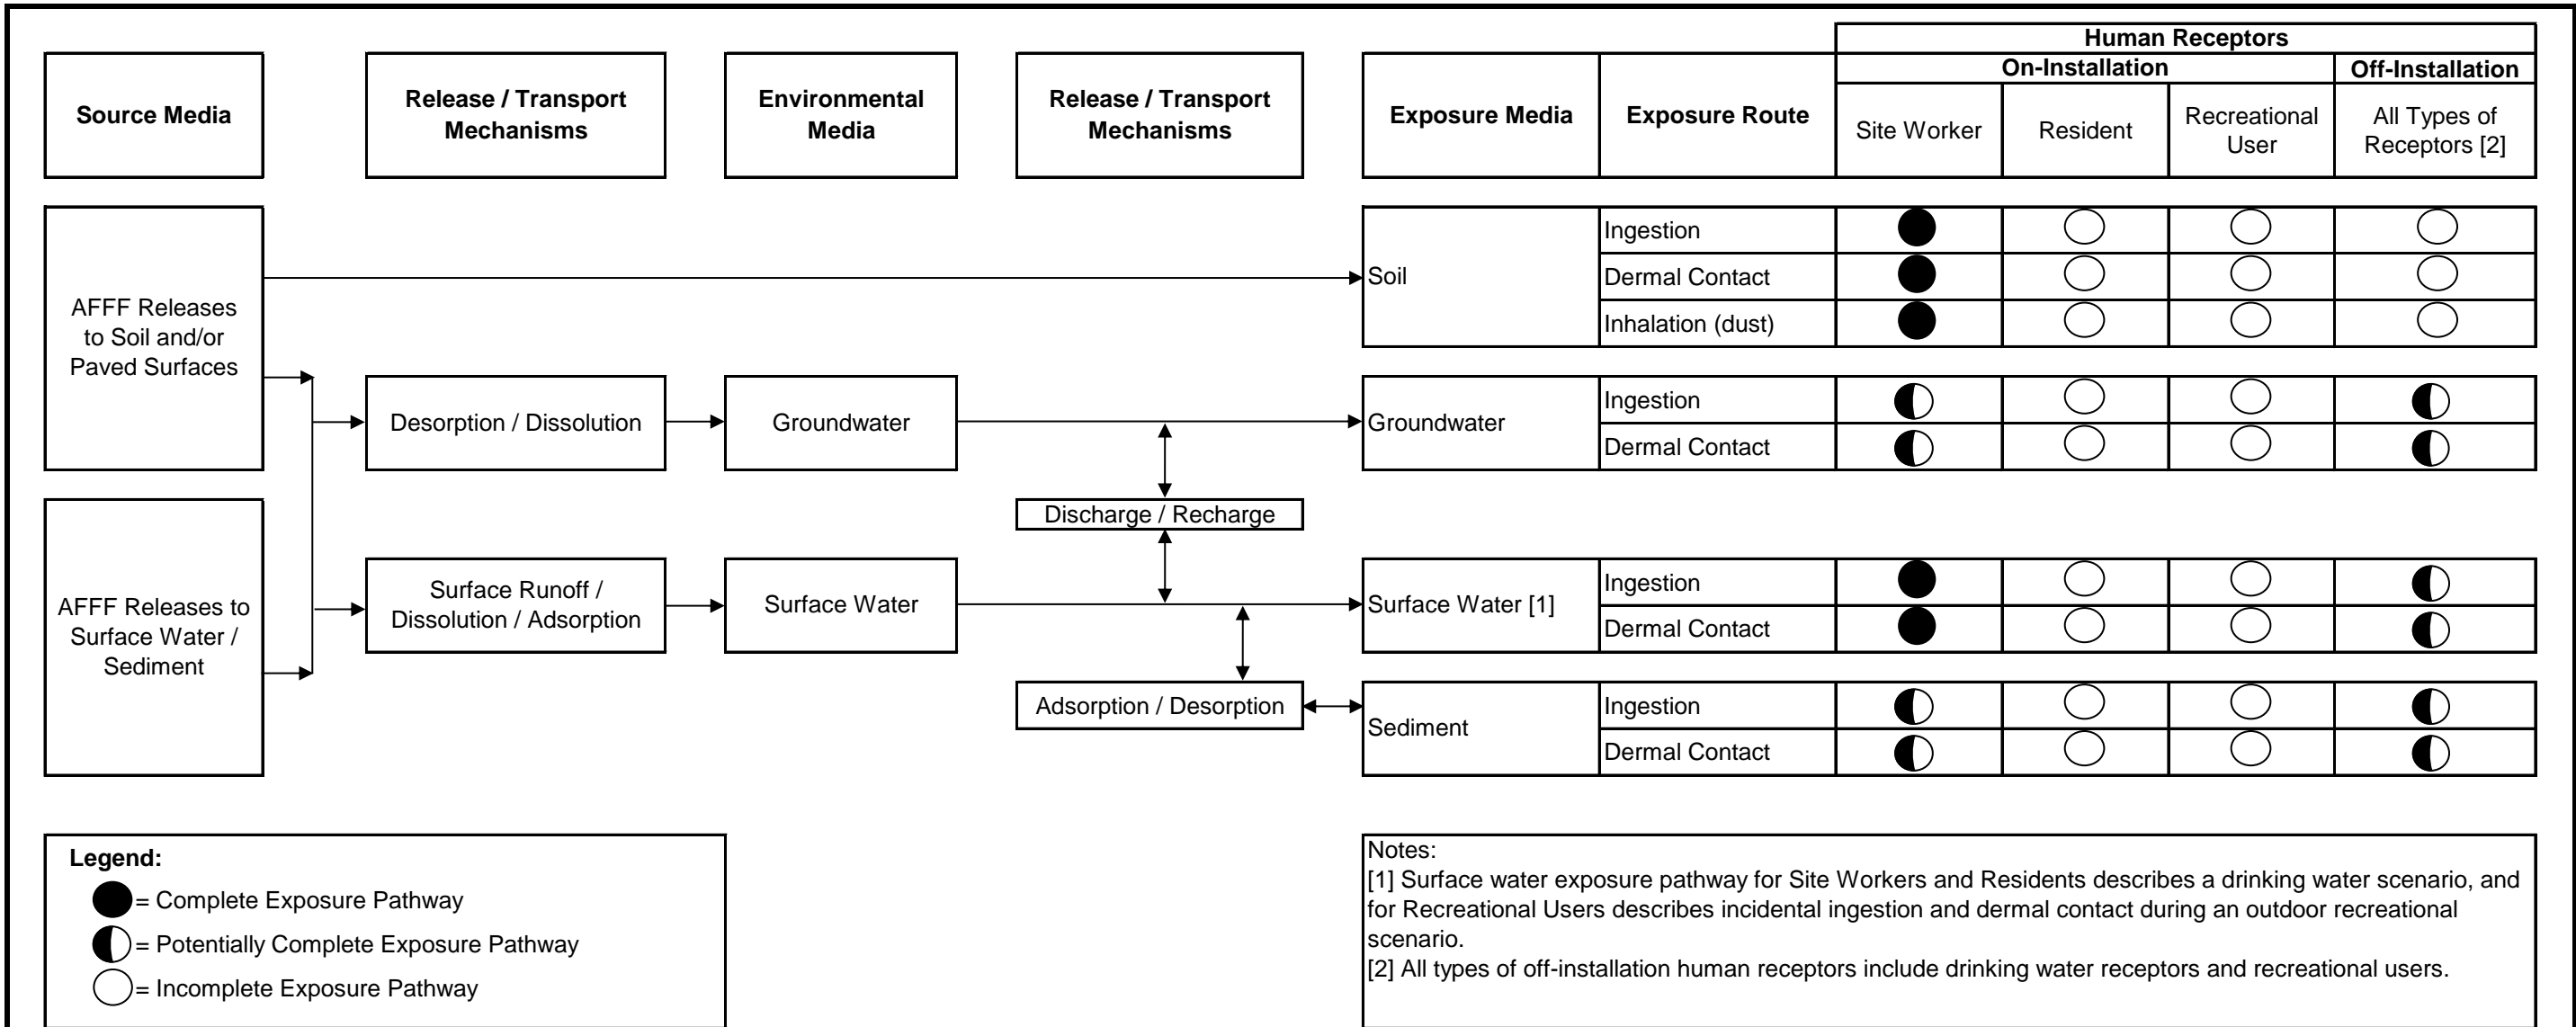 Human Receptors
On-Installation
Off-Installation
Source Media
Release / Transport
Mechanisms
Environmental
Media
Release / Transport
Mechanisms
Exposure Media
Exposure Route
Site Worker
Resident
Recreational
User
All Types of
Receptors [2]
AFFF Releases
to Soil and/or
Paved Surfaces
Soil
Ingestion
Dermal Contact
Inhalation (dust)
Desorption / Dissolution
Groundwater
Groundwater
Ingestion
Dermal Contact
Discharge / Recharge
AFFF Releases to
Surface Water /
Sediment
Surface Runoff /
Dissolution / Adsorption
Surface Water
Surface Water [1]
Ingestion
Dermal Contact
Adsorption / Desorption
Sediment
Ingestion
Dermal Contact
Legend:
= Complete Exposure Pathway
= Potentially Complete Exposure Pathway
= Incomplete Exposure Pathway
Notes:
[1] Surface water exposure pathway for Site Workers and Residents describes a drinking water scenario, and
for Recreational Users describes incidental ingestion and dermal contact during an outdoor recreational
scenario.
[2] All types of off-installation human receptors include drinking water receptors and recreational users.